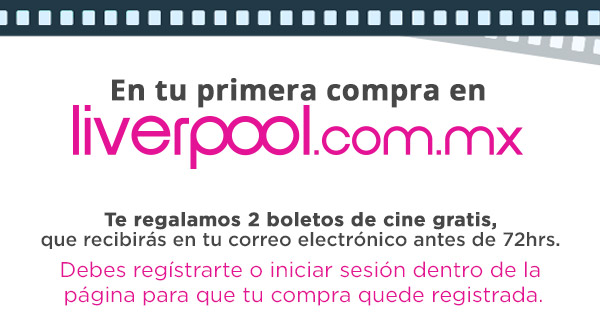 En tu primera compra en
liverpool.com.mx
Te regalamos 2 boletos de cine gratis,
que recibirás en tu correo electrónico antes de 72hrs.
Debes regístrarte o iniciar sesión dentro de la
página para que tu compra quede registrada.